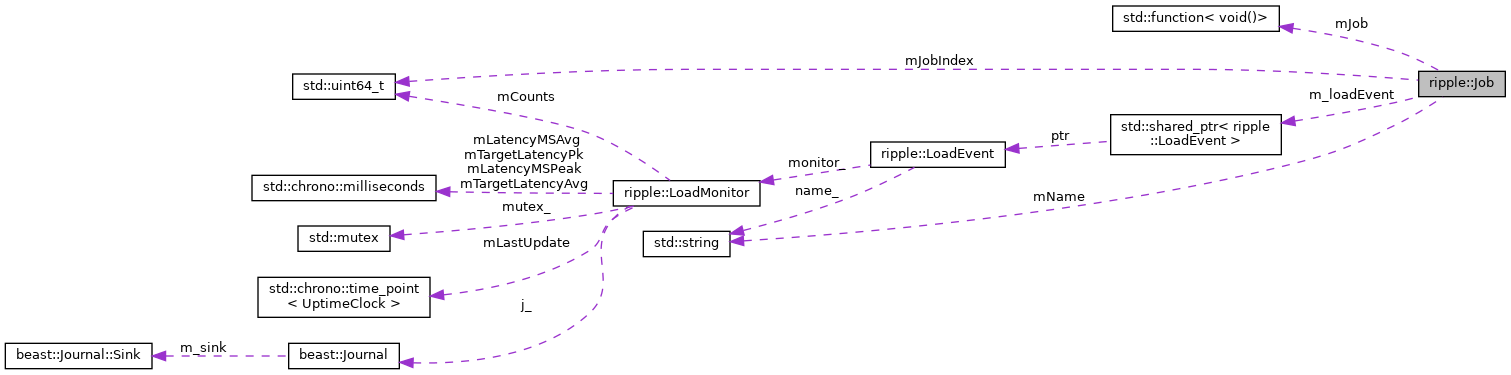 std::function< void()>
mJob
mJobIndex
std::uint64_t
ripple::Job
mCounts
m_loadEvent
std::shared_ptr< ripple
::LoadEvent >
ptr
mLatencyMSAvg
mTargetLatencyPk
mLatencyMSPeak
mTargetLatencyAvg
ripple::LoadEvent
monitor_
std::chrono::milliseconds
ripple::LoadMonitor
name_
mName
mutex_
std::mutex
mLastUpdate
std::string
std::chrono::time_point
< UptimeClock >
j_
m_sink
beast::Journal::Sink
beast::Journal